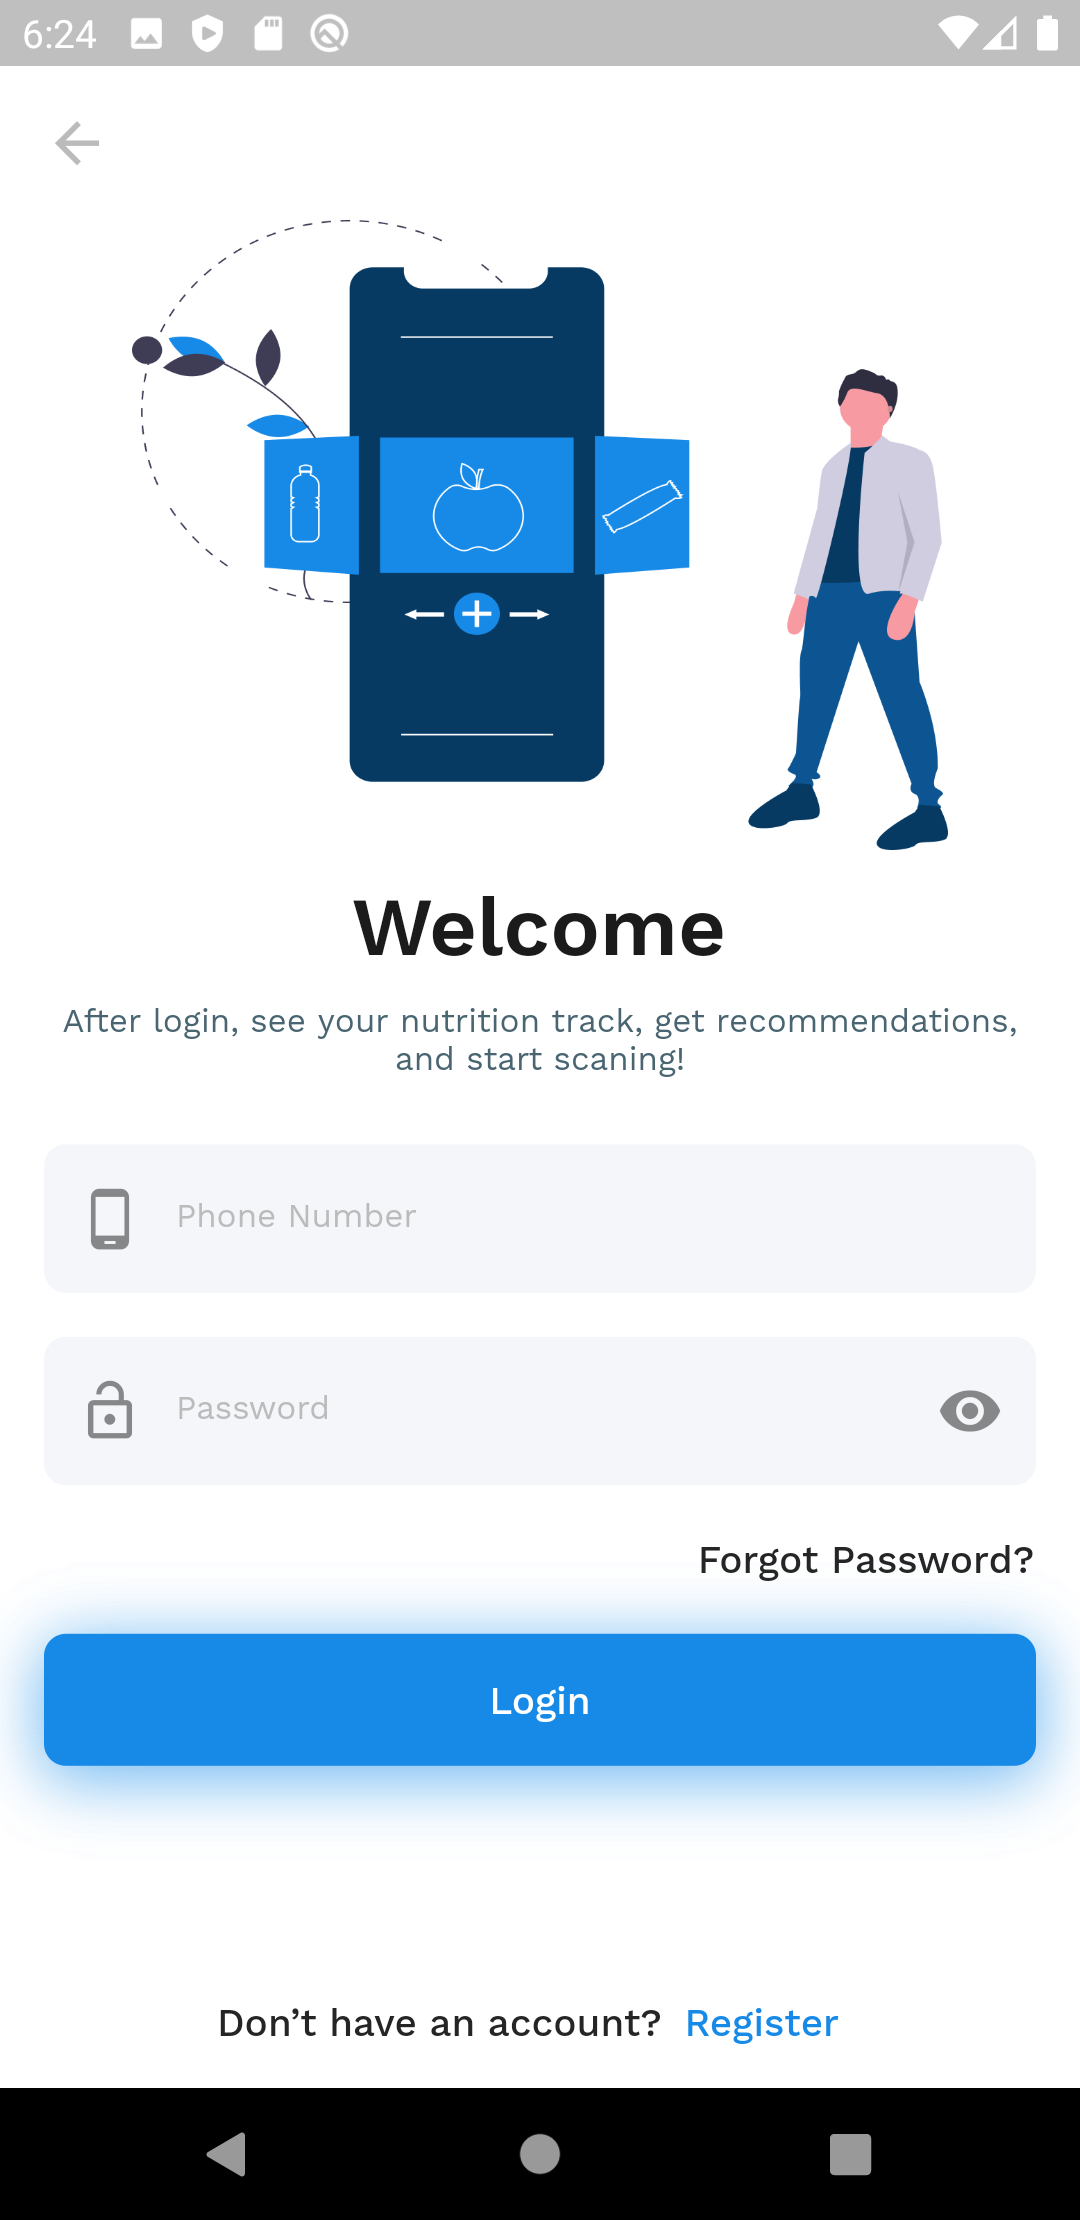 6:24
Welcome
After login, see your nutrition track, get recommendations,
and start scaning!
Phone Number
Password
Forgot Password?
Login
Don’t have an account? Register